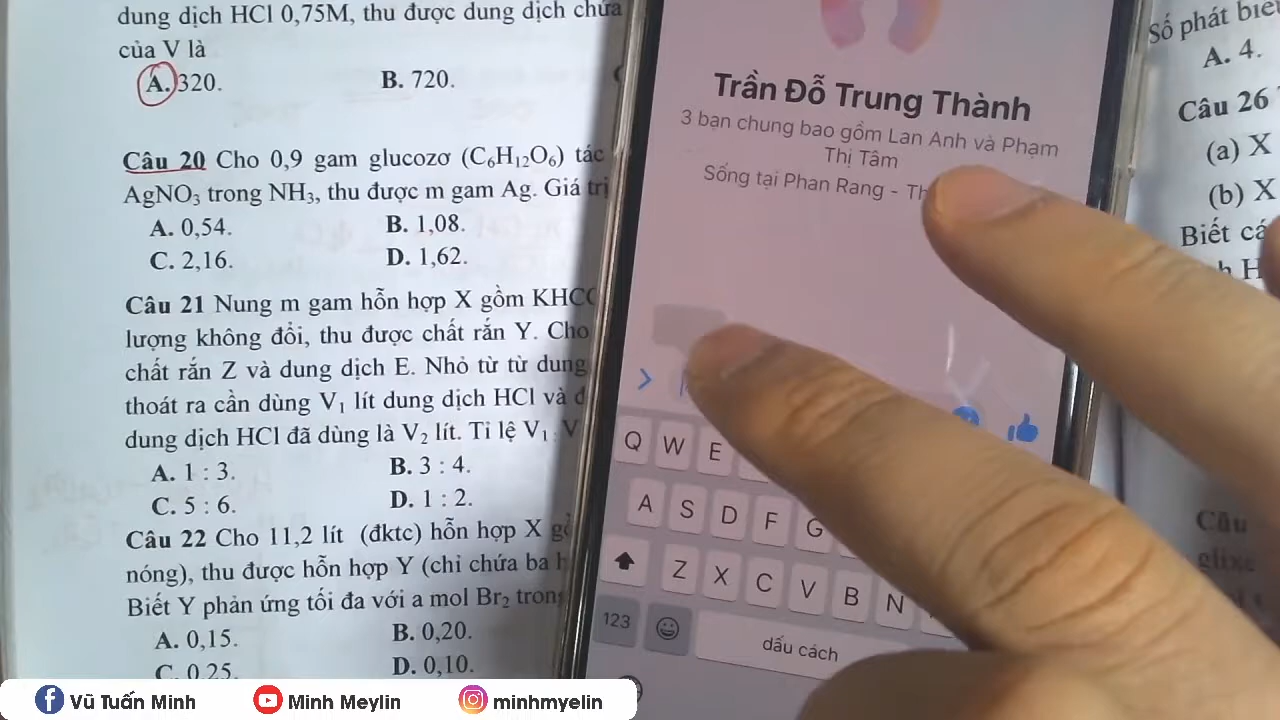 dung dịch HCl 0,75M, thu được dung dịch chứa
của V là
A. 320. B. 720.
Câu 20 Cho 0,9 gam glucozơ (C₆H₁₂O₆) tác
AgNO₃ trong NH₃, thu được m gam Ag. Giá trị
A. 0,54. B. 1,08.
C. 2,16. D. 1,62.
Câu 21 Nung m gam hỗn hợp X gồm
lượng không đổi, thu được chất rắn Y. Cho
chất rắn Z và dung dịch E. Nhỏ từ từ dung
thoát ra cần dùng V₁ lít dung dịch HCl và
dung dịch HCl đã dùng là V₂ lít. Tỉ lệ V₁
A. 1 : 3. B. 3 : 4.
C. 5 : 6. D. 1 : 2.
Câu 22 Cho 11,2 lít (đktc) hỗn hợp X
nóng), thu được hỗn hợp Y (chỉ chứa ba
Biết Y phản ứng tối đa với a mol Br₂ trong
A. 0,15. B. 0,20.
C. 0,25. D. 0,10.
Trần Đỗ Trung Thành
3 bạn chung bao gồm Lan Anh và Phạm
Thị Tâm
Sống tại Phan Rang - Th
Q W E
A S D F G
Z X C V B N
123 dấu cách
Số phát biể
A. 4.
Câu 26
(a) X
(b) X
Biết
H
Câu
Vũ Tuấn Minh Minh Meylin minhmyelin